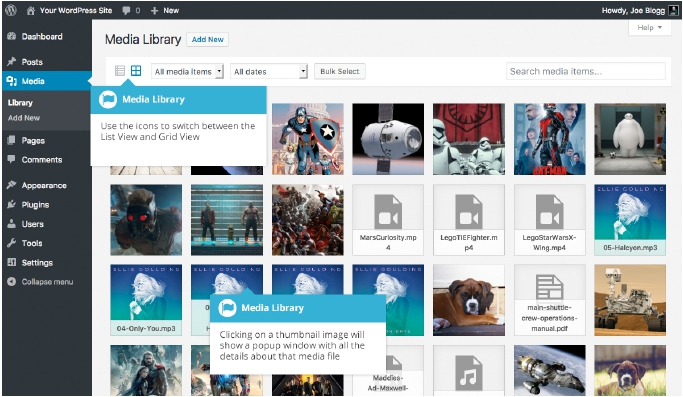 Your WordPress Site 0 + New Howdy, Joe Blogg
Help
Dashboard
Media Library Add New
Posts
Media
All media items All dates Bulk Select Search media items...
Library
Add New
Media Library
Use the icons to switch between the
List View and Grid View
Pages
Comments
Appearance
Plugins
Users
Tools
Settings
Collapse menu
ANT-MAN
MarsCuriosity.mp
4
LegoTIEFighter.m
p4
LegoStarWarsX-
Wing.mp4
ELLIE GOULDING
05-Halcyon.mp3
ELLIE GOULDING
04-Only-You.mp3
ELLIE GOULDING
Media Library
Clicking on a thumbnail image will
show a popup window with all the
details about that media file
main-shuttle-
crew-operations-
manual.pdf
Maddies-
Ad-Maxwell-